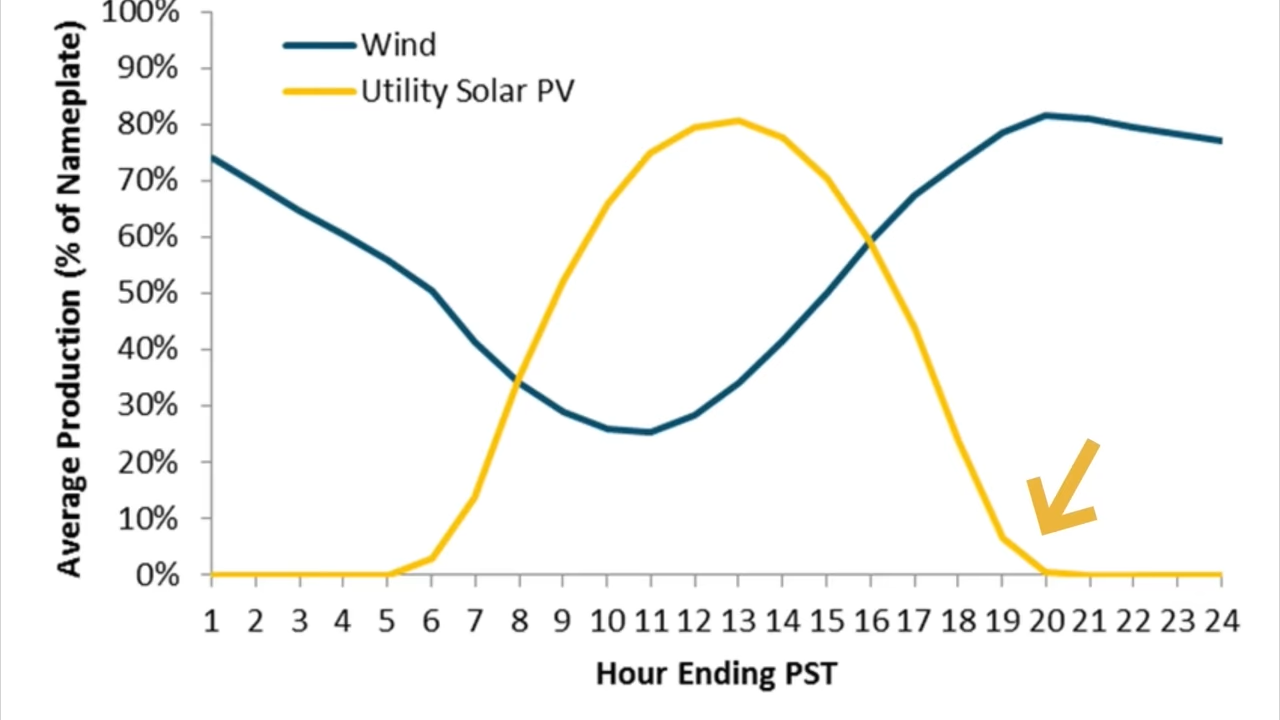 100%
Wind
90%
Utility Solar PV
80%
70%
60%
50%
40%
30%
20%
10%
0%
Average Production (% of Nameplate)
1 2 3 4 5 6 7 8 9 10 11 12 13 14 15 16 17 18 19 20 21 22 23 24
Hour Ending PST